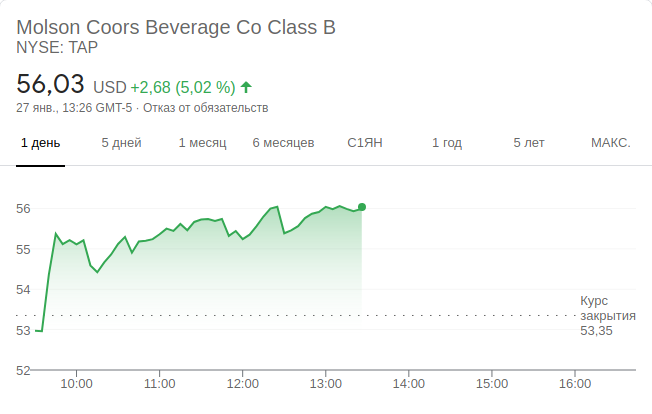 Molson Coors Beverage Co Class B
NYSE: TAP
56,03 USD +2,68 (5,02 %)
27 янв., 13:26 GMT-5 · Отказ от обязательств
1 день 5 дней 1 месяц 6 месяцев С1ЯН 1 год 5 лет МАКС.
56
55
54
53
52
Курс
закрытия
53,35
10:00 11:00 12:00 13:00 14:00 15:00 16:00